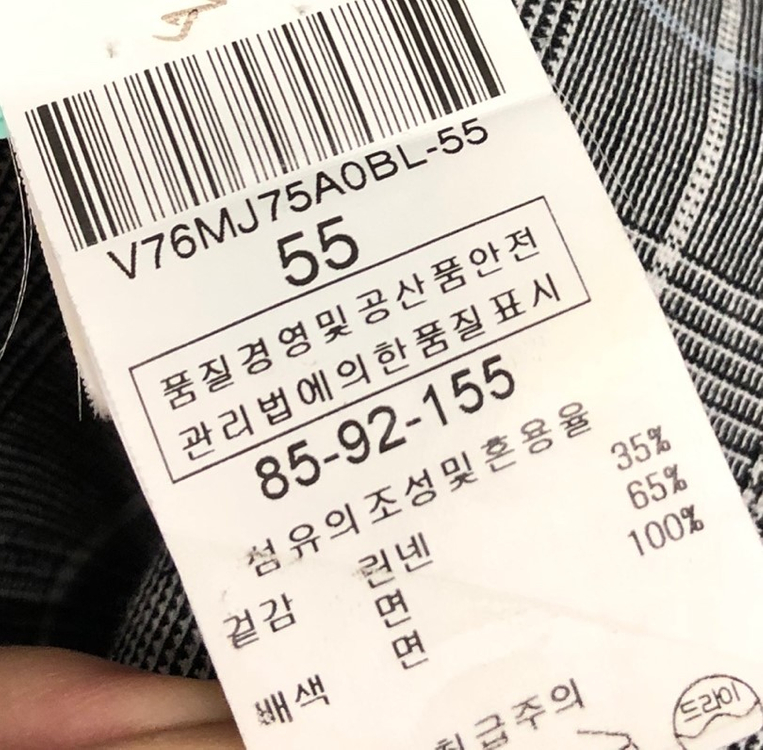 V76MJ75A0BL-55
55
품질경영및공산품안전
관리법에의한품질표시
85-92-155
섬유의조성및혼용율
겉감 린넨 35%
면 65%
배색 면 100%
취급주의
드라이